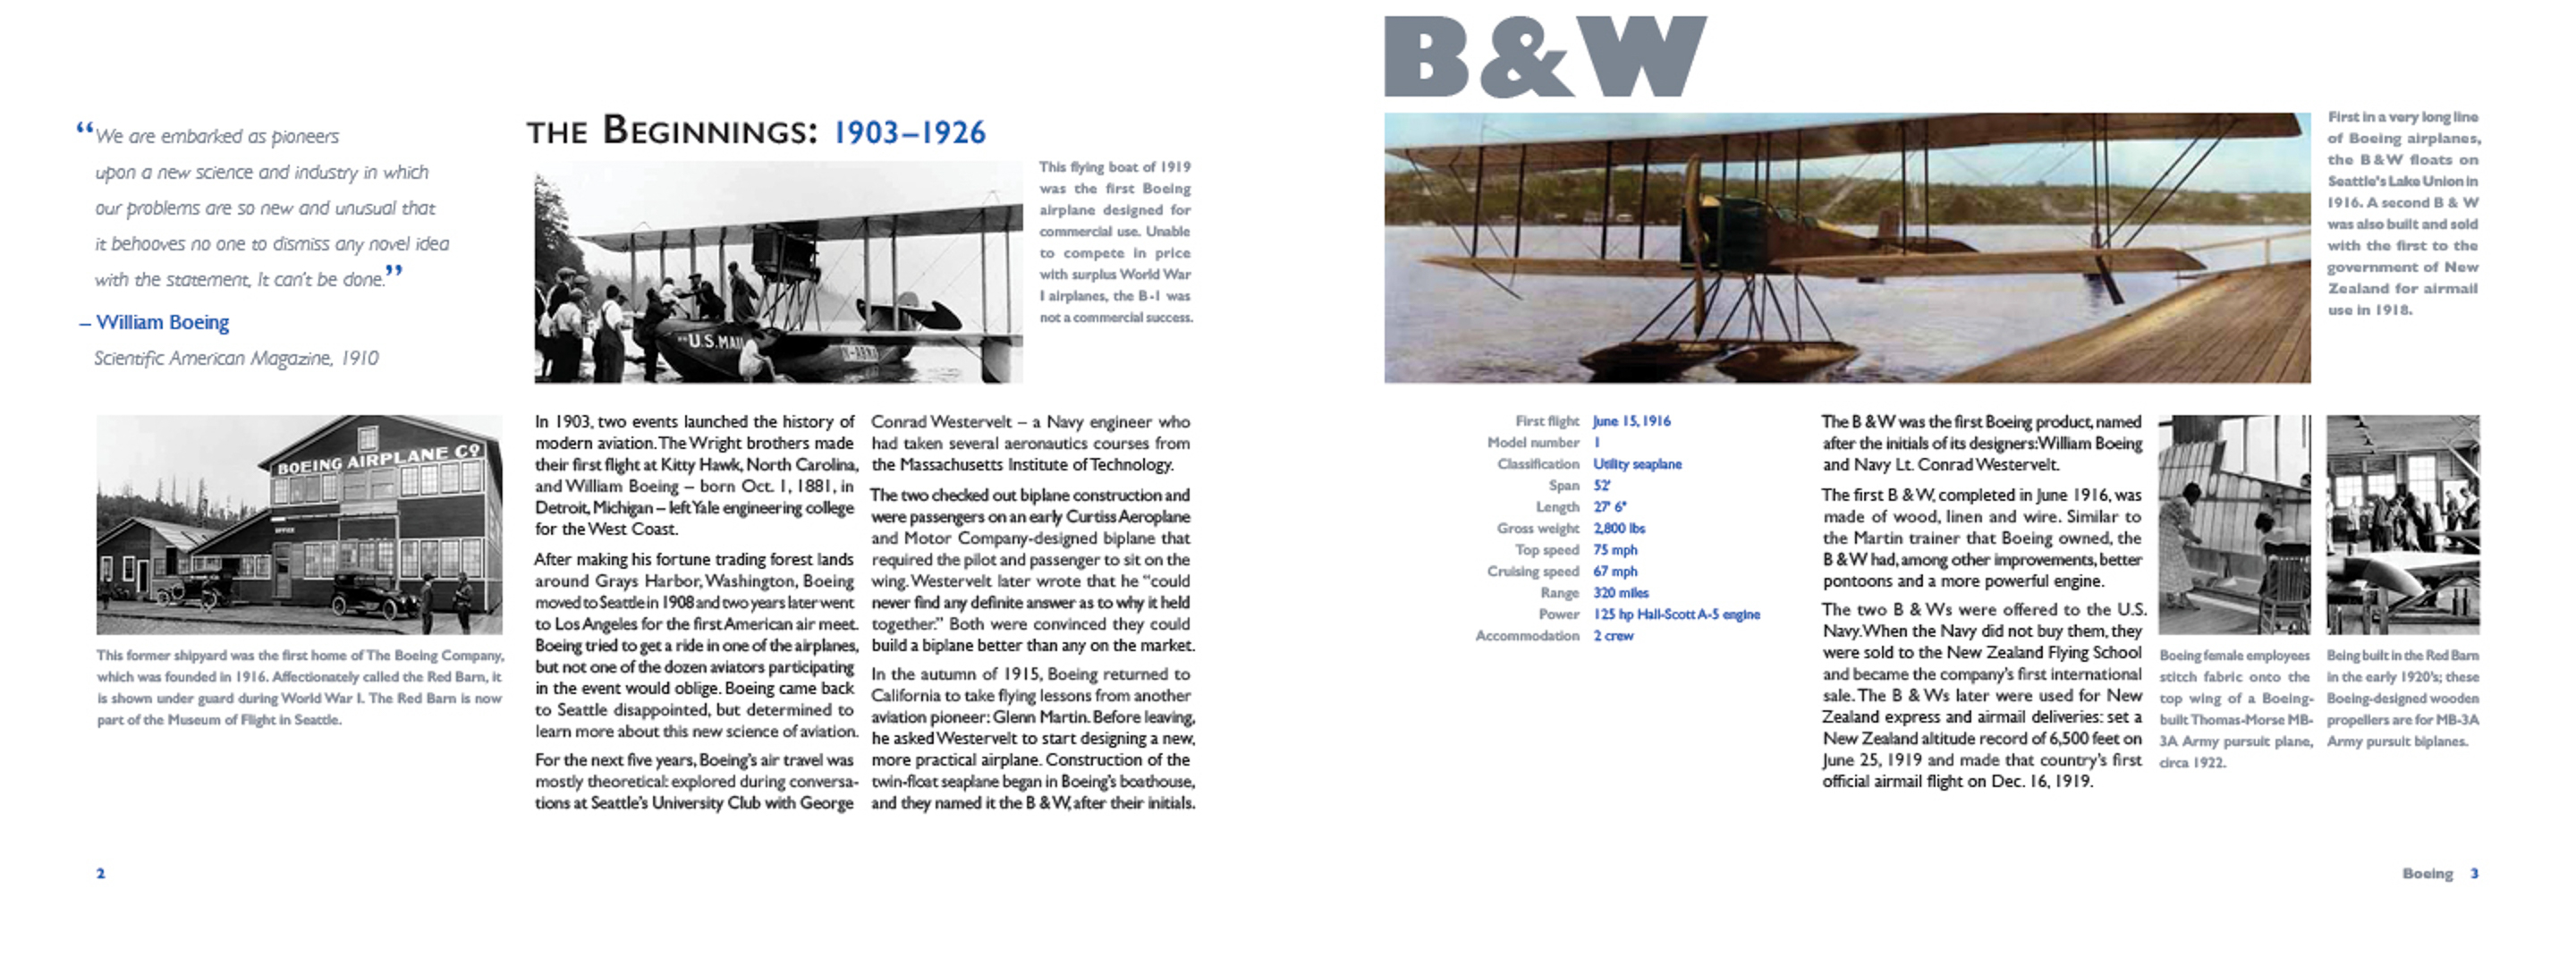 “We are embarked as pioneers
upon a new science and industry in which
our problems are so new and unusual that
it behooves no one to dismiss any novel idea
with the statement, It can't be done.”
– William Boeing
Scientific American Magazine, 1910
BOEING AIRPLANE CO
OFFICE
This former shipyard was the first home of The Boeing Company,
which was founded in 1916. Affectionately called the Red Barn, it
is shown under guard during World War I. The Red Barn is now
part of the Museum of Flight in Seattle.
THE BEGINNINGS: 1903–1926
U.S.MAIL
This flying boat of 1919
was the first Boeing
airplane designed for
commercial use. Unable
to compete in price
with surplus World War
I airplanes, the B-1 was
not a commercial success.
In 1903, two events launched the history of
modern aviation. The Wright brothers made
their first flight at Kitty Hawk, North Carolina,
and William Boeing – born Oct. 1, 1881, in
Detroit, Michigan – left Yale engineering college
for the West Coast.
After making his fortune trading forest lands
around Grays Harbor, Washington, Boeing
moved to Seattle in 1908 and two years later went
to Los Angeles for the first American air meet.
Boeing tried to get a ride in one of the airplanes,
but not one of the dozen aviators participating
in the event would oblige. Boeing came back
to Seattle disappointed, but determined to
learn more about this new science of aviation.
For the next five years, Boeing's air travel was
mostly theoretical: explored during conversa-
tions at Seattle's University Club with George
Conrad Westervelt – a Navy engineer who
had taken several aeronautics courses from
the Massachusetts Institute of Technology.
The two checked out biplane construction and
were passengers on an early Curtiss Aeroplane
and Motor Company-designed biplane that
required the pilot and passenger to sit on the
wing. Westervelt later wrote that he “could
never find any definite answer as to why it held
together.” Both were convinced they could
build a biplane better than any on the market.
In the autumn of 1915, Boeing returned to
California to take flying lessons from another
aviation pioneer: Glenn Martin. Before leaving,
he asked Westervelt to start designing a new,
more practical airplane. Construction of the
twin-float seaplane began in Boeing's boathouse,
and they named it the B & W, after their initials.
2
B&W
First in a very long line
of Boeing airplanes,
the B & W floats on
Seattle's Lake Union in
1916. A second B & W
was also built and sold
with the first to the
government of New
Zealand for airmail
use in 1918.
First flight June 15, 1916
Model number 1
Classification Utility seaplane
Span 52'
Length 27' 6"
Gross weight 2,800 lbs
Top speed 75 mph
Cruising speed 67 mph
Range 320 miles
Power 125 hp Hall-Scott A-5 engine
Accommodation 2 crew
The B & W was the first Boeing product, named
after the initials of its designers: William Boeing
and Navy Lt. Conrad Westervelt.
The first B & W, completed in June 1916, was
made of wood, linen and wire. Similar to
the Martin trainer that Boeing owned, the
B & W had, among other improvements, better
pontoons and a more powerful engine.
The two B & Ws were offered to the U.S.
Navy. When the Navy did not buy them, they
were sold to the New Zealand Flying School
and became the company's first international
sale. The B & Ws later were used for New
Zealand express and airmail deliveries: set a
New Zealand altitude record of 6,500 feet on
June 25, 1919 and made that country's first
official airmail flight on Dec. 16, 1919.
Boeing female employees
stitch fabric onto the
top wing of a Boeing-
built Thomas-Morse MB-
3A Army pursuit plane,
circa 1922.
Being built in the Red Barn
in the early 1920's; these
Boeing-designed wooden
propellers are for MB-3A
Army pursuit biplanes.
Boeing 3